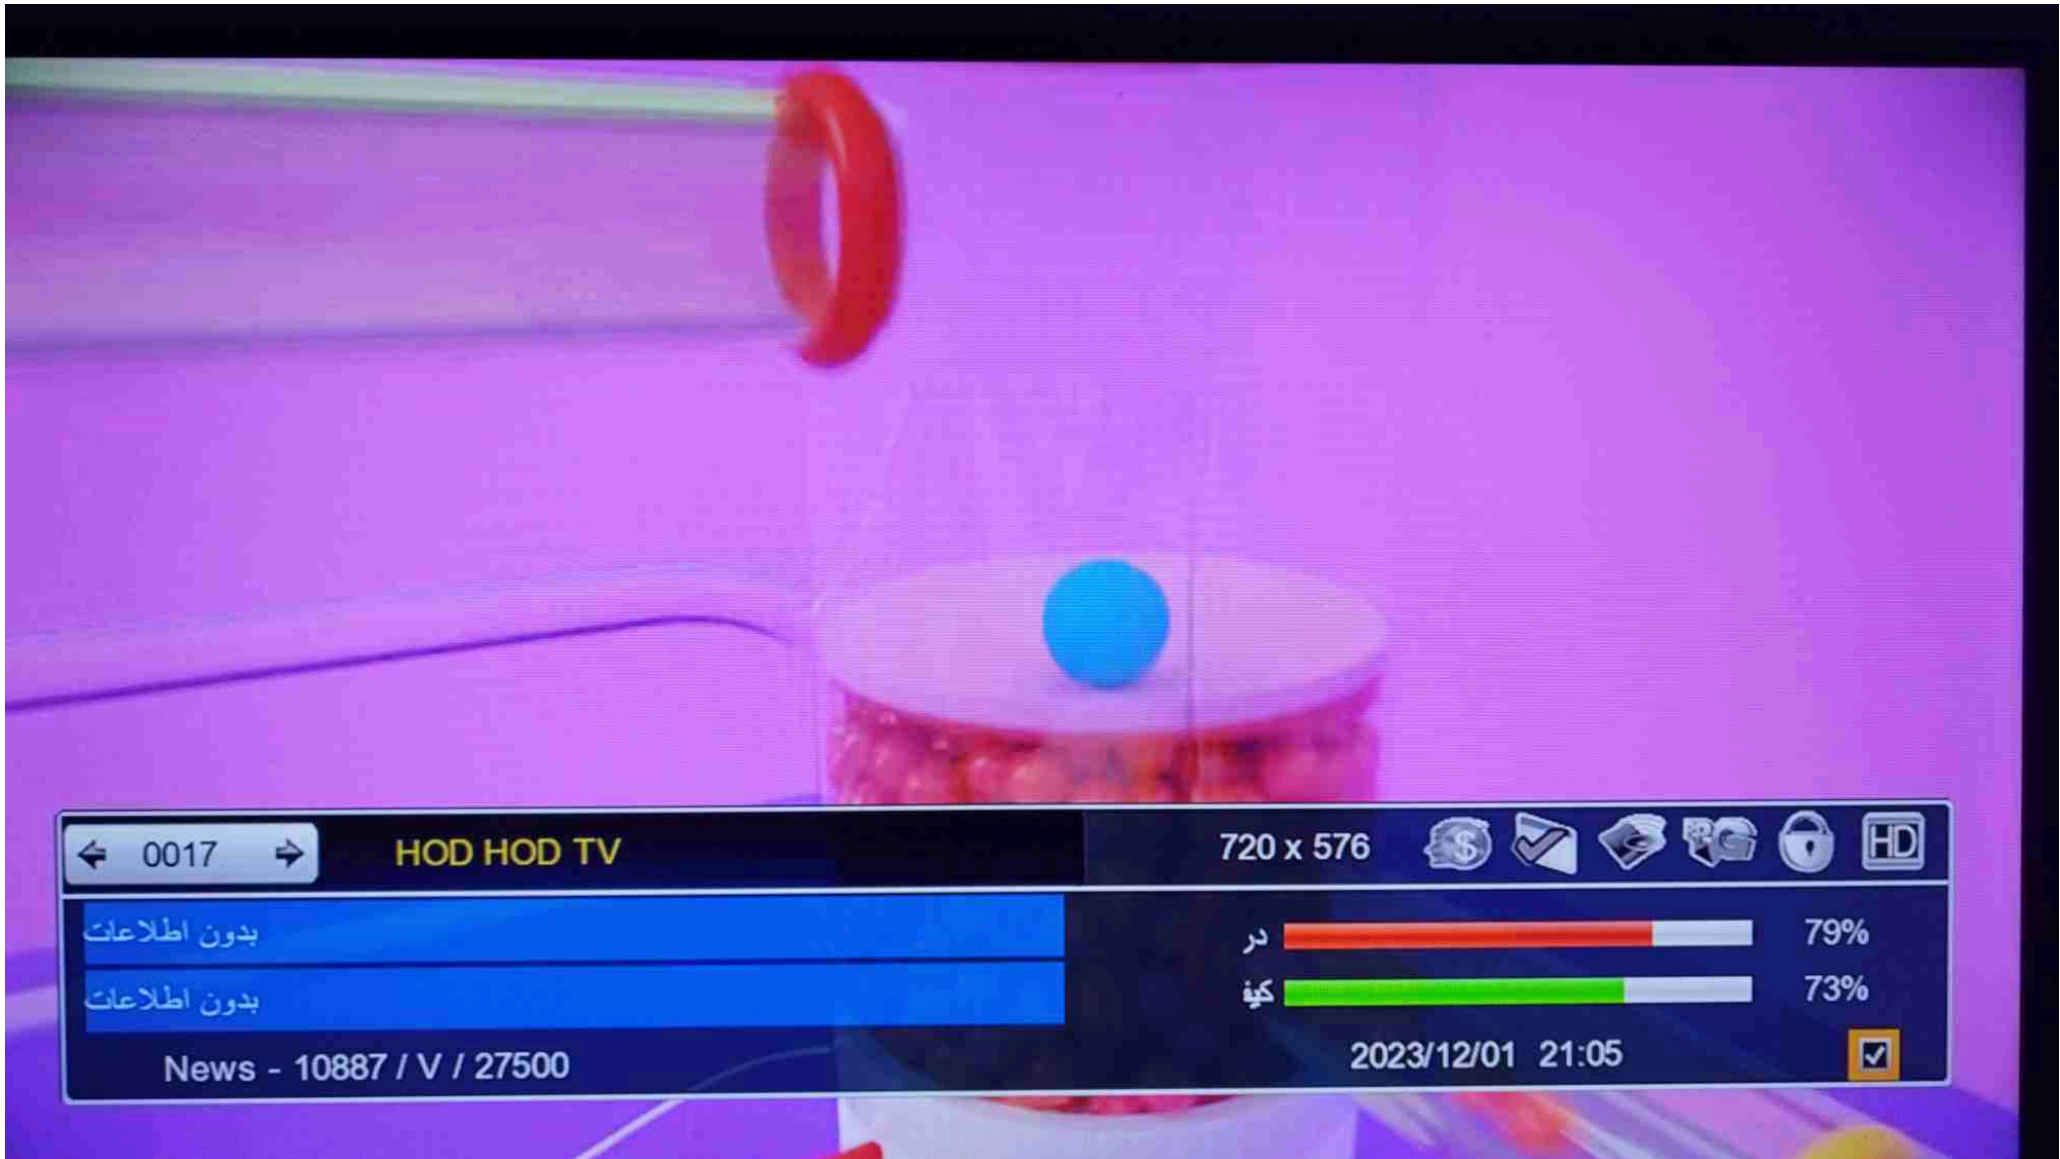 0017 HOD HOD TV 720 x 576 HD
بدون اطلاعات در 79%
بدون اطلاعات کیف 73%
News - 10887 / V / 27500 2023/12/01 21:05